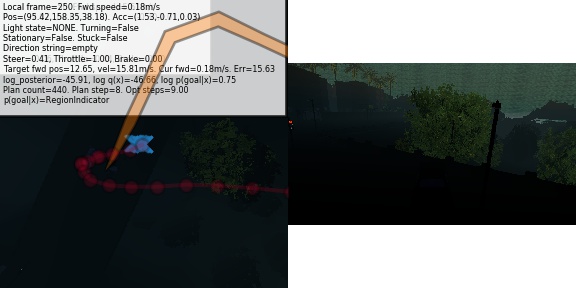 Local frame=250. Fwd speed=0.18m/s
Pos=(95.42,158.35,38.18). Acc=(1.53,-0.71,0.03)
Light state=NONE. Turning=False
Stationary=False. Stuck=False
Direction string=empty
Steer=0.41, Throttle=1.00, Brake=0.00.
Target fwd pos=12.65, vel=15.81m/s. Cur fwd=0.18m/s. Err=15.63
log_posterior=-45.91, log q(x)=-46.66, log p(goal|x)=0.75
Plan count=440. Plan step=8. Opt steps=9.00
p(goal|x)=RegionIndicator